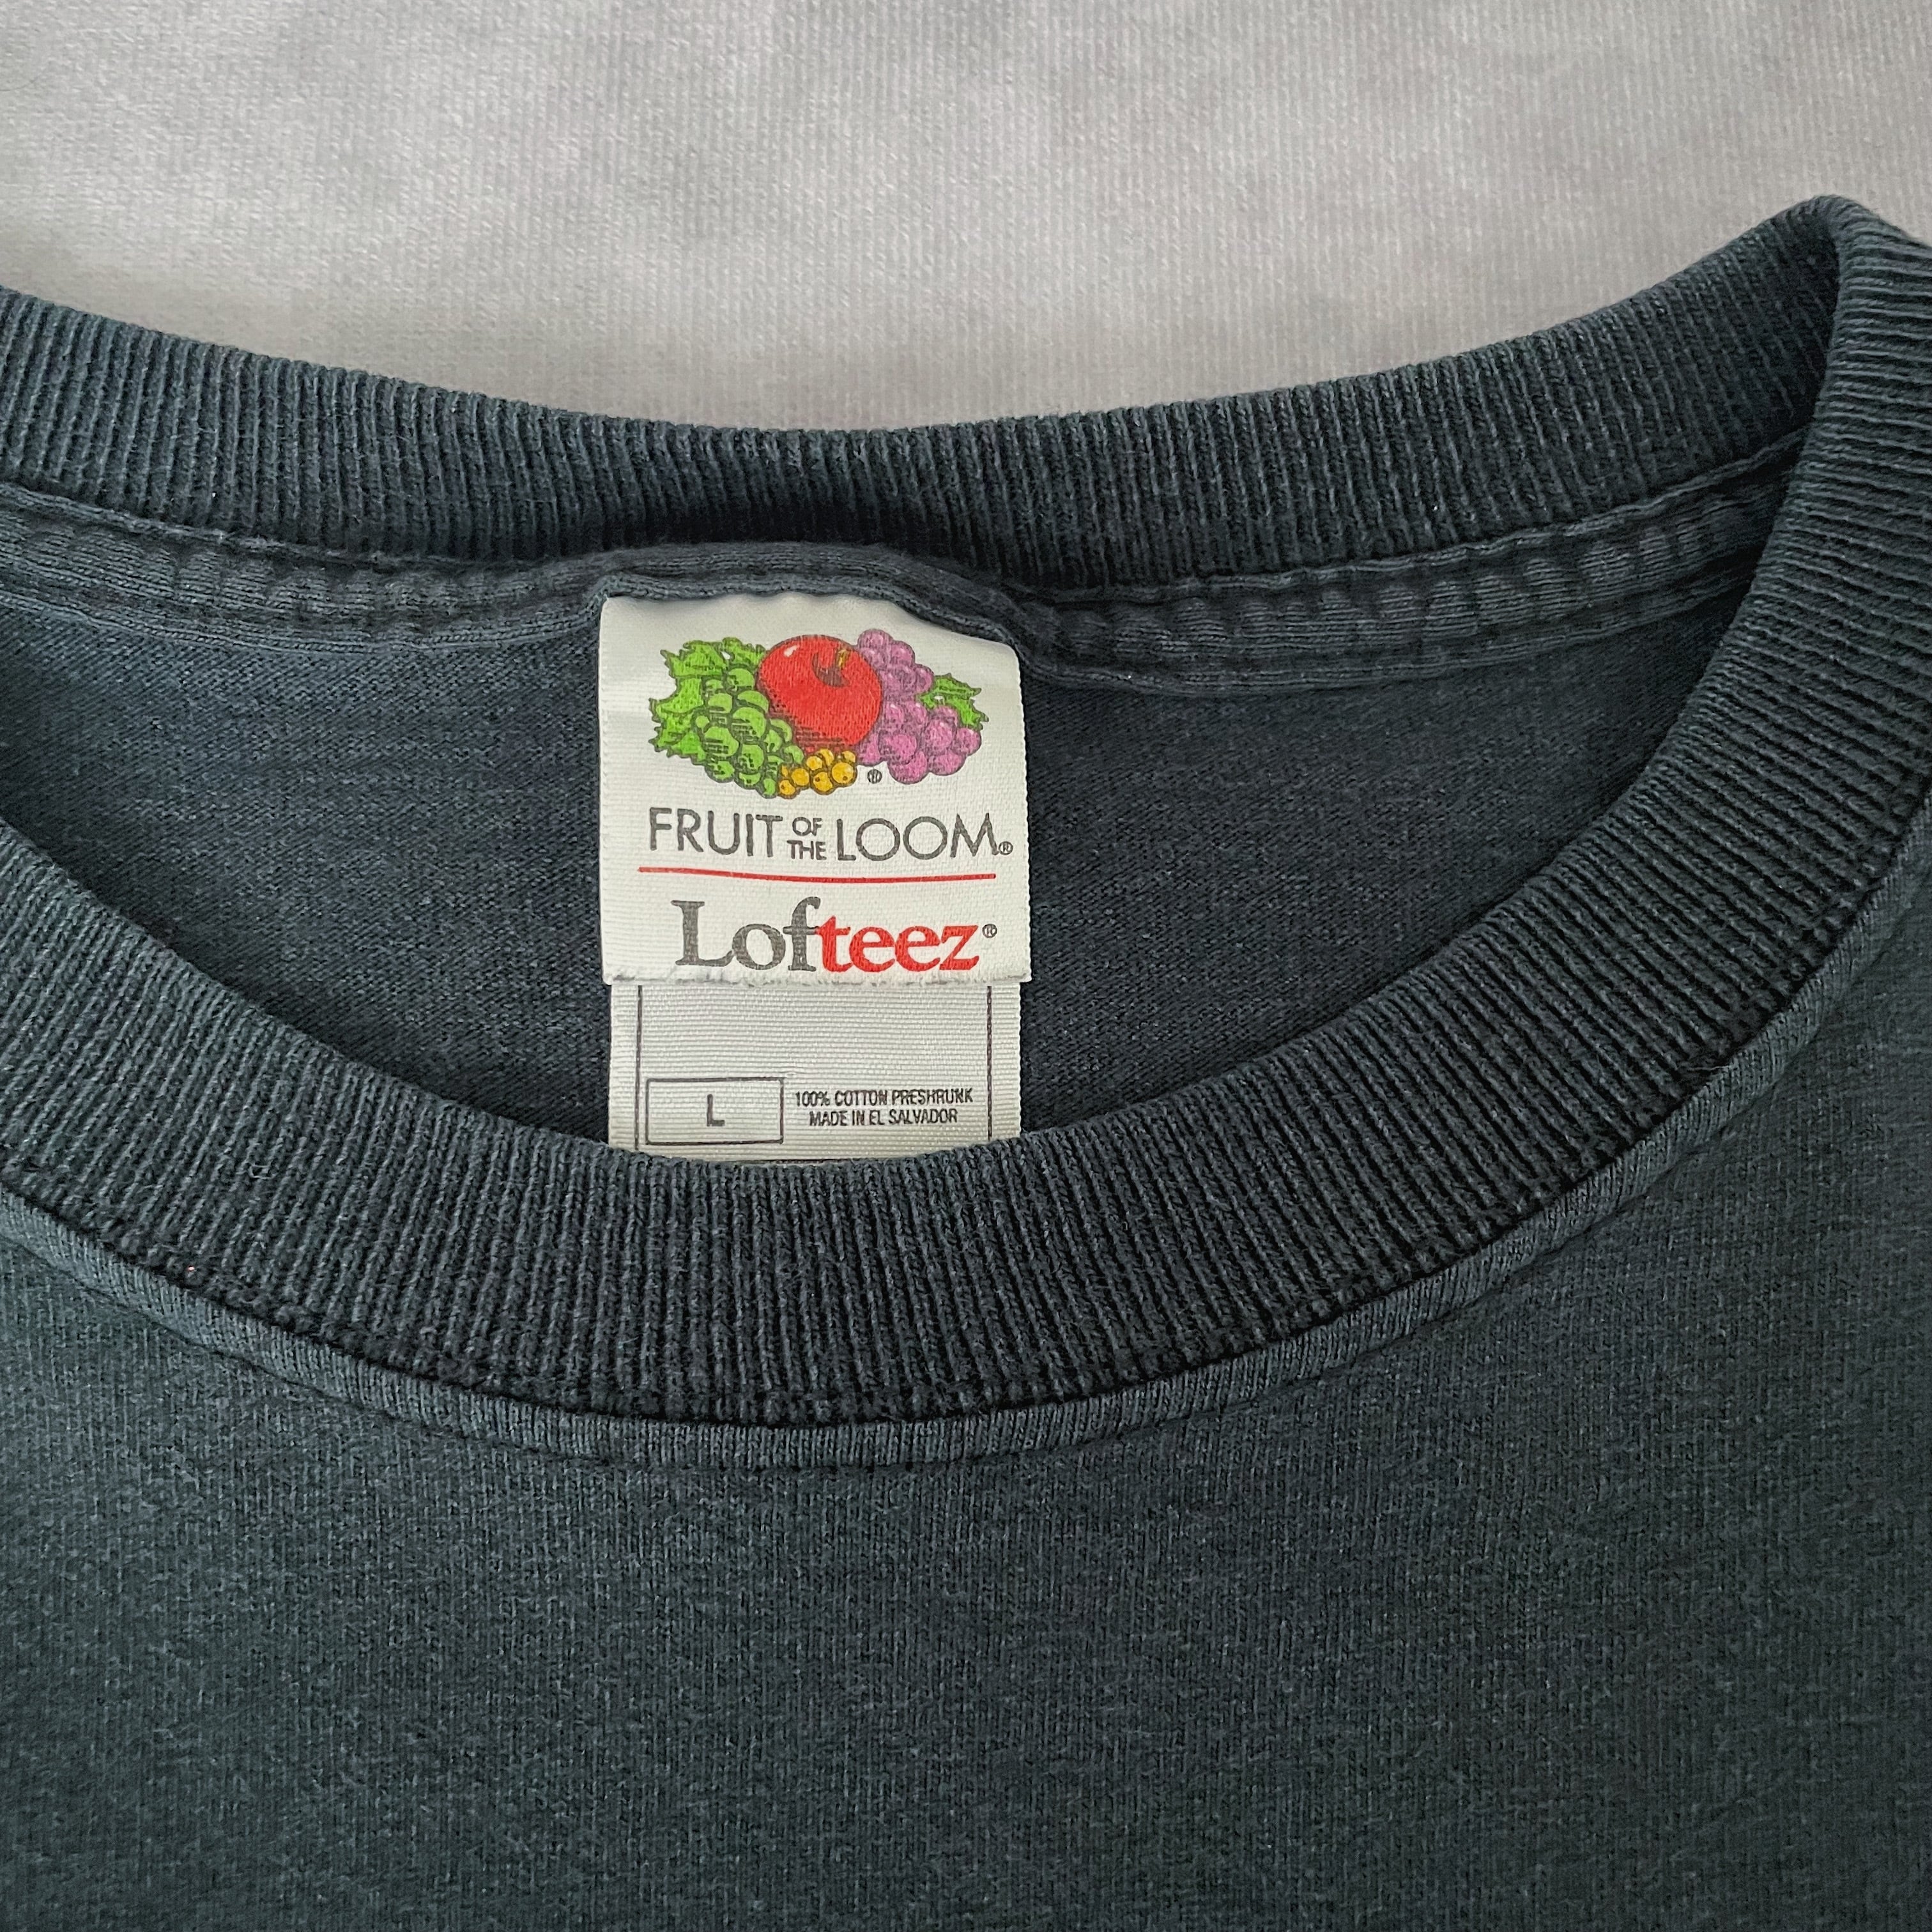 ®
FRUIT OF THE LOOM®
Lofteez®
L
100% COTTON PRESHRUNK
MADE IN EL SALVADOR